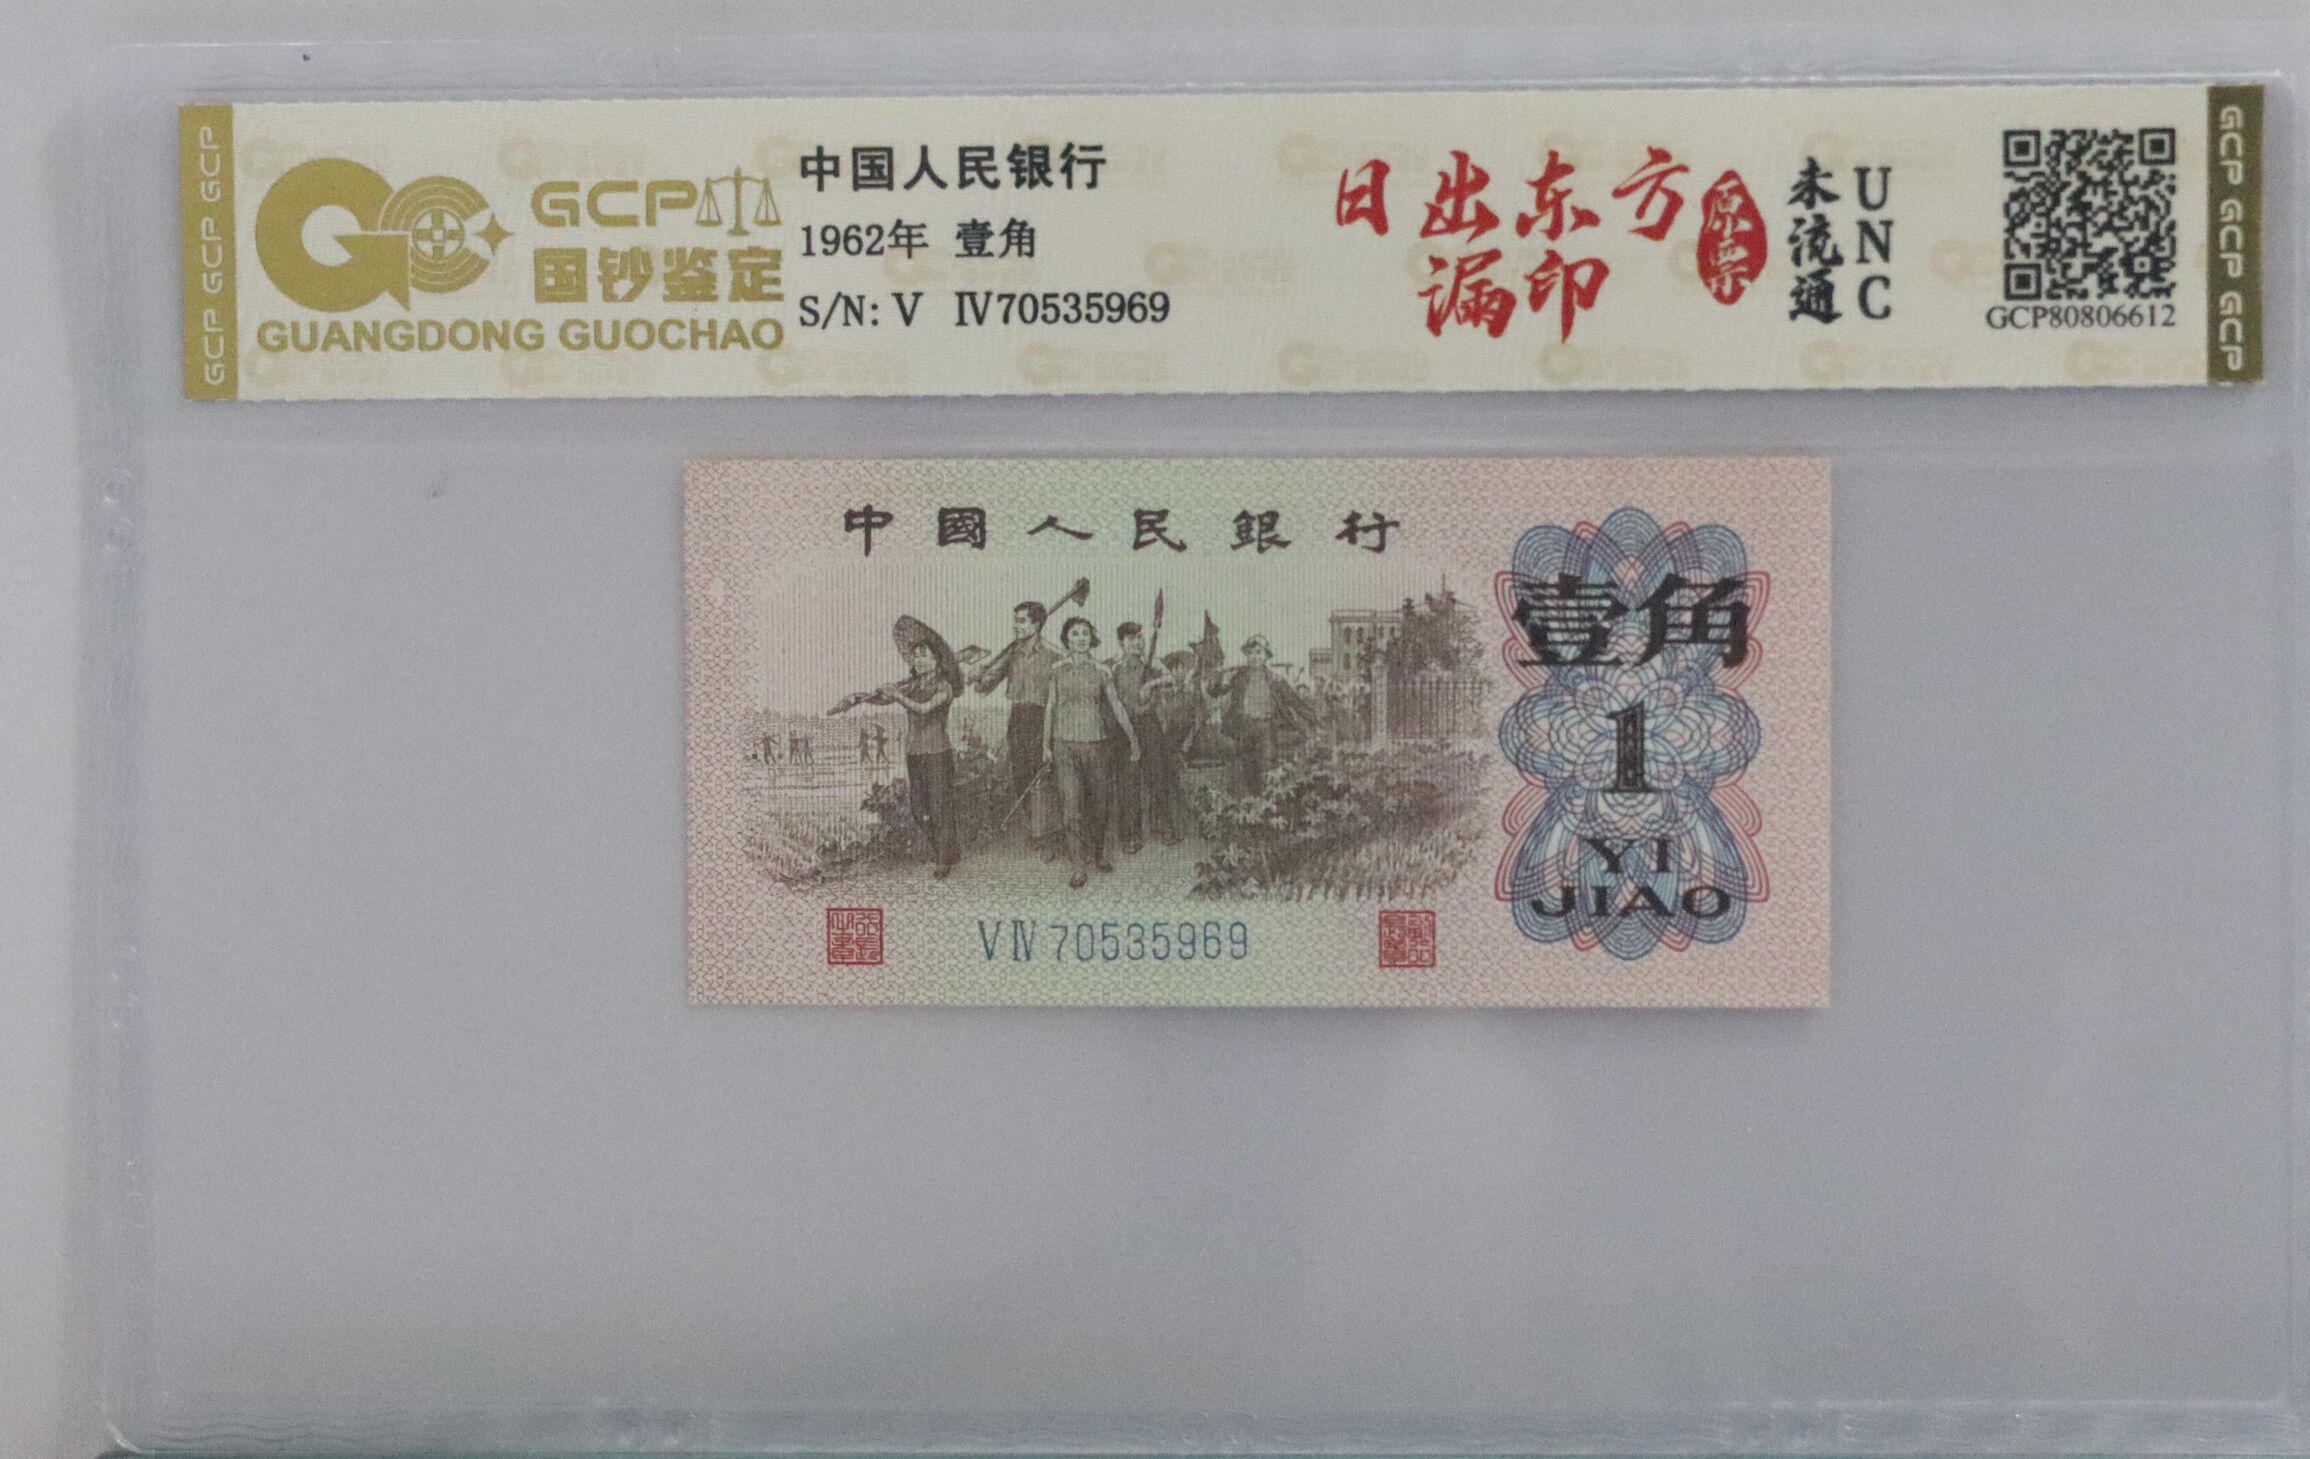 GCP GCP GCP
GCP
国钞鉴定
GUANGDONG GUOCHAO
中国人民银行
1962年 壹角
S/N: V Ⅳ70535969
日出东方
漏印
原票
未流通
UNC
GCP80806612
GCP GCP GCP
中國人民銀行
壹角
1
YI
JIAO
VⅣ70535969